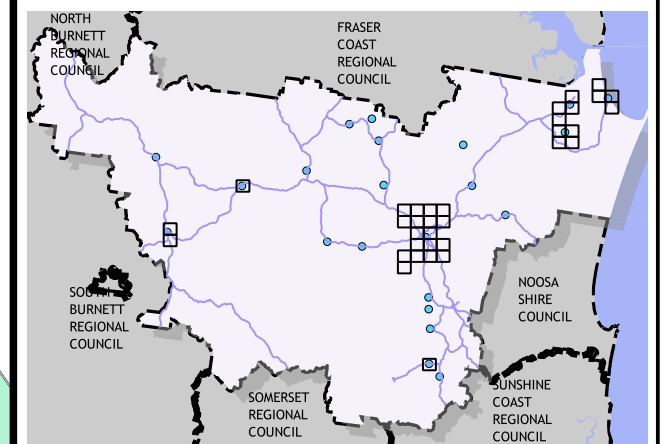 NORTH
BURNETT
REGIONAL
COUNCIL
FRASER
COAST
REGIONAL
COUNCIL
SOUTH
BURNETT
REGIONAL
COUNCIL
NOOSA
SHIRE
COUNCIL
SOMERSET
REGIONAL
COUNCIL
SUNSHINE
COAST
REGIONAL
COUNCIL